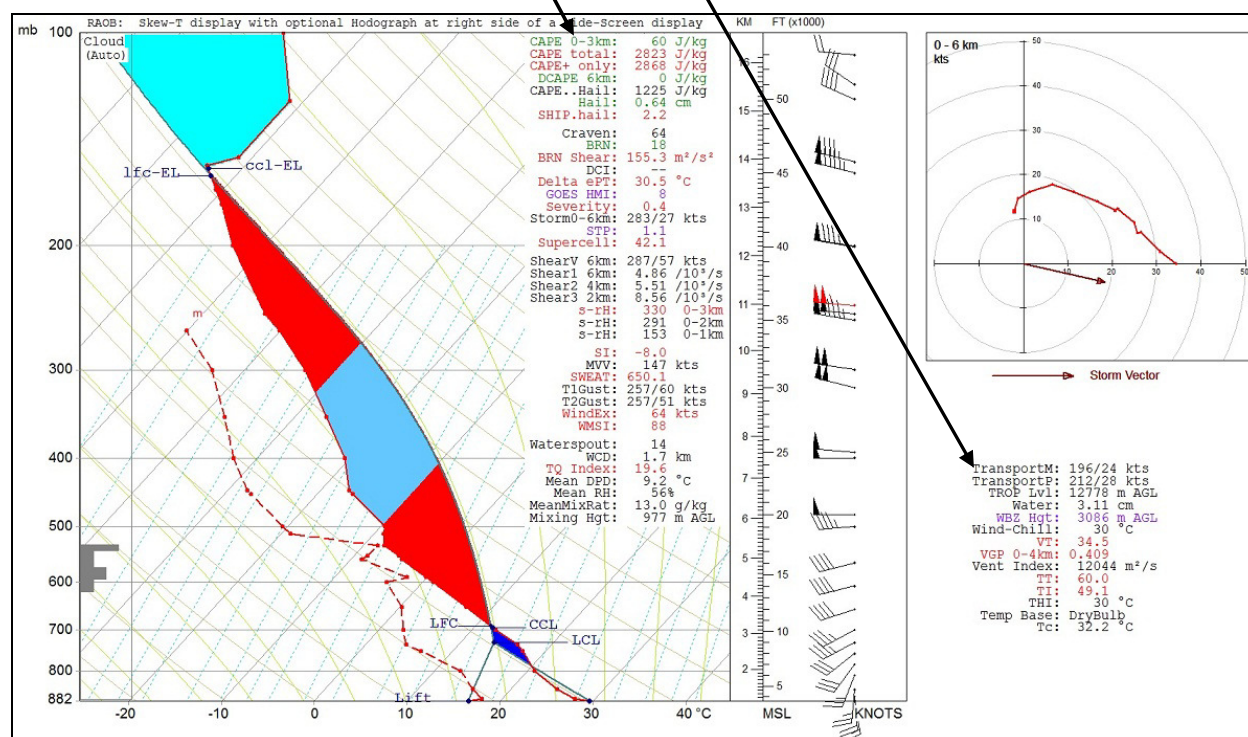 RAOB: Skew-T display with optional Hodograph at right side of a Wide-Screen display
KM FT (x1000)
mb
100
200
300
400
500
600
700
800
882
Cloud
(Auto)
lfc-EL
ccl-EL
m
F
LFC
CCL
LCL
Lift
-20 -10 0 10 20 30 40°C
MSL KNOTS
CAPE 0-3km: 60 J/kg
CAPE total: 2823 J/kg
CAPE+ only: 2868 J/kg
DCAPE 6km: 0 J/kg
CAPE..Hail: 1225 J/kg
Hail: 0.64 cm
SHIP.hail: 2.2
Craven: 64
BRN: 18
BRN Shear: 155.3 m²/s²
DCI: --
Delta ePT: 30.5 °C
GOES HMI: 8
Severity: 0.4
Storm0-6km: 283/27 kts
STP: 1.1
Supercell: 42.1
ShearV 6km: 287/57 kts
Shear1 6km: 4.86 /10³/s
Shear2 4km: 5.51 /10³/s
Shear3 2km: 8.56 /10³/s
s-rH: 330 0-3km
s-rH: 291 0-2km
s-rH: 153 0-1km
SI: -8.0
MVV: 147 kts
SWEAT: 650.1
T1Gust: 257/60 kts
T2Gust: 257/51 kts
WindEx: 64 kts
WMSI: 88
Waterspout: 14
WCD: 1.7 km
TQ Index: 19.6
Mean DPD: 9.2 °C
Mean RH: 56%
MeanMixRat: 13.0 g/kg
Mixing Hgt: 977 m AGL
16
15
14
13
12
11
10
9
8
7
6
5
4
3
2
50
45
40
35
30
25
20
15
10
5
0 - 6 km
kts
50
40
30
20
10
10 20 30 40 50
Storm Vector
TransportM: 196/24 kts
TransportP: 212/28 kts
TROP Lvl: 12778 m AGL
Water: 3.11 cm
WBZ Hgt: 3086 m AGL
Wind-Chill: 30 °C
VT: 34.5
VGP 0-4km: 0.409
Vent Index: 12044 m²/s
TT: 60.0
TI: 49.1
THI: 30 °C
Temp Base: DryBulb
Tc: 32.2 °C